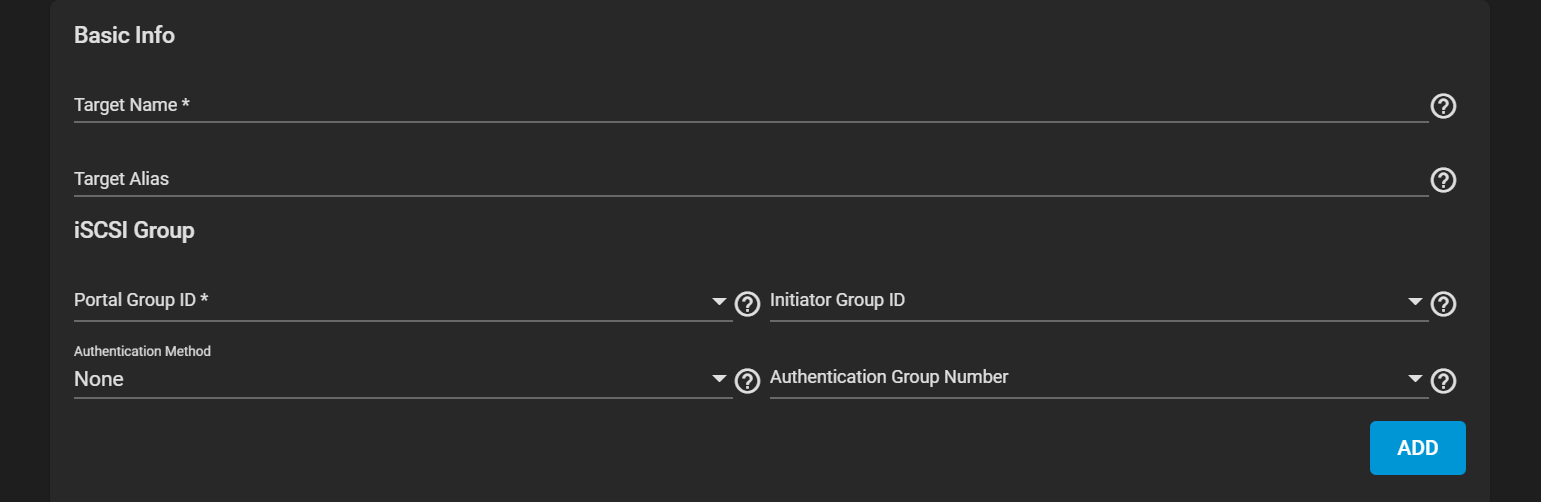 Basic Info
Target Name *
Target Alias
iSCSI Group
Portal Group ID *
Initiator Group ID
Authentication Method
None
Authentication Group Number
ADD